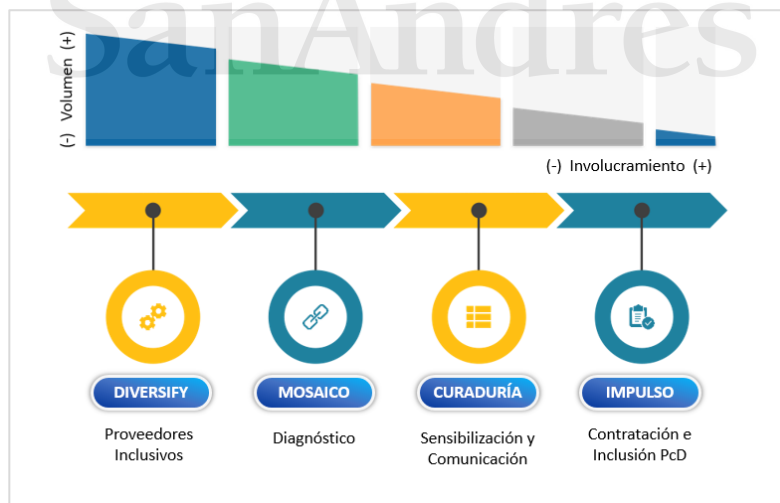 SanAndres
(-) Volumen (+)
(-) Involucramiento (+)
DIVERSIFY
MOSAICO
CURADURÍA
IMPULSO
Proveedores
Inclusivos
Diagnóstico
Sensibilización y
Comunicación
Contratación e
Inclusión PcD